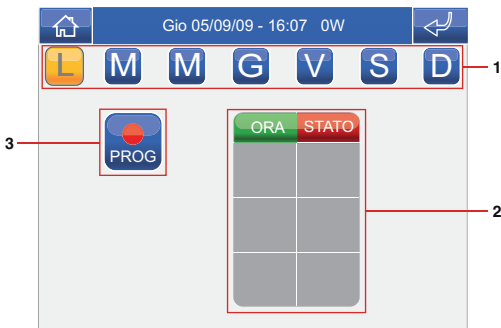 Gio 05/09/09 - 16:07 0W
L M M G V S D
1
ORA STATO
3
PROG
2